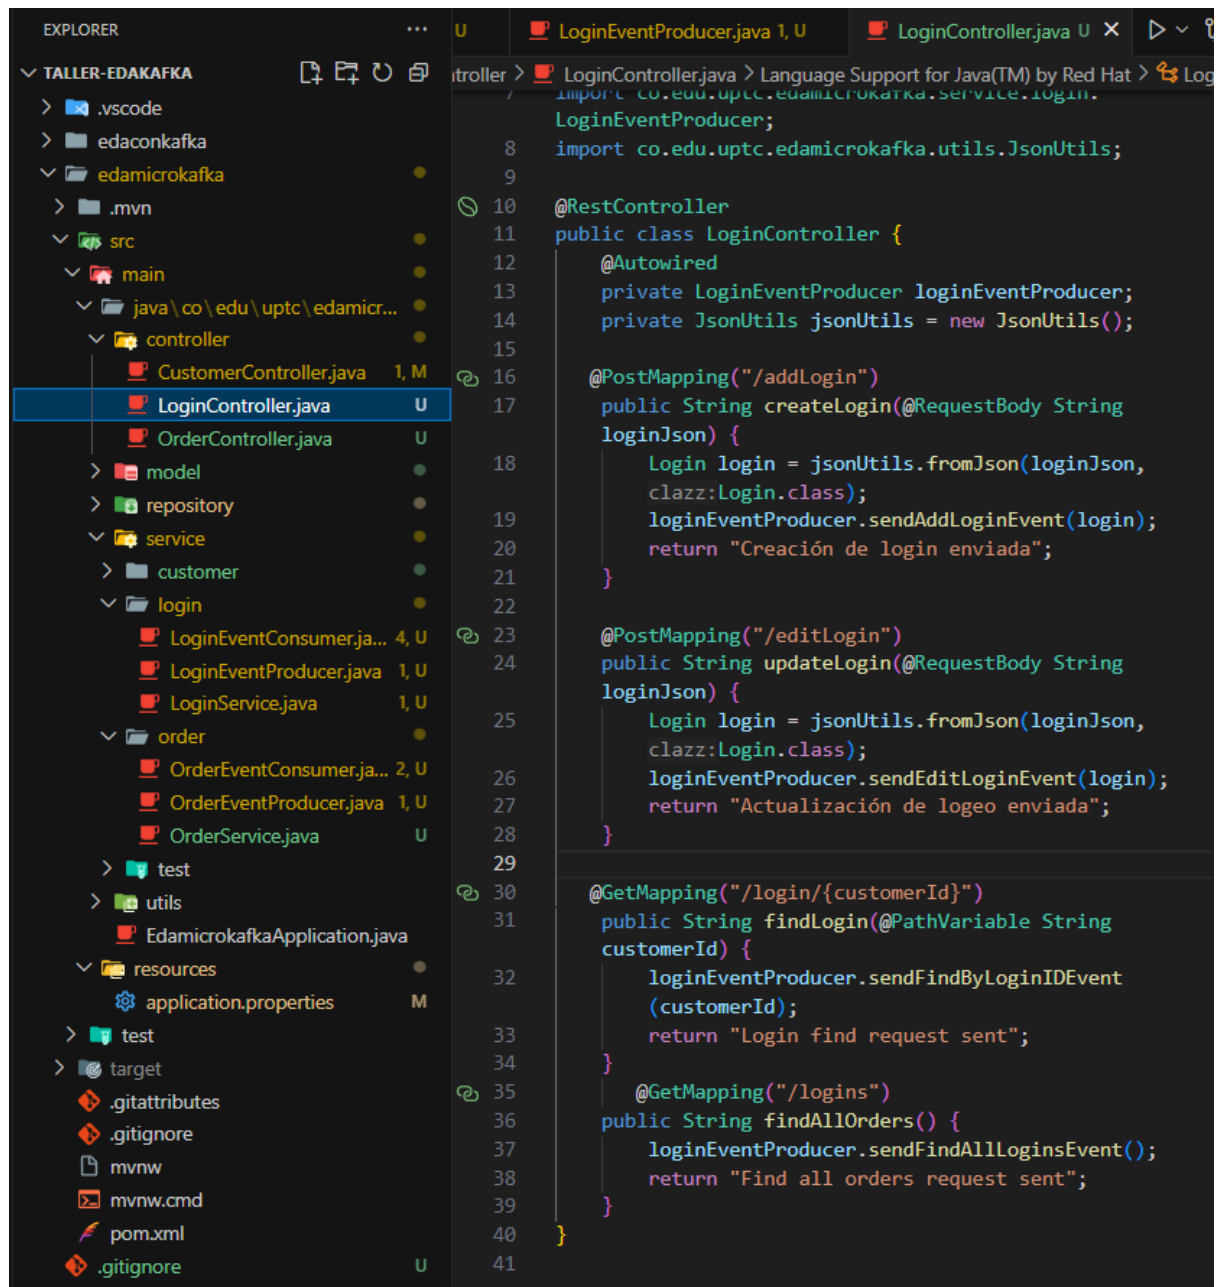 EXPLORER
TALLER-EDAKAFKA
.vscode
edaconkafka
edamicrokafka
.mvn
src
main
java\co\edu\uptc\edamicr...
controller
CustomerController.java 1, M
LoginController.java U
OrderController.java U
model
repository
service
customer
login
LoginEventConsumer.ja... 4, U
LoginEventProducer.java 1, U
LoginService.java 1, U
order
OrderEventConsumer.ja... 2, U
OrderEventProducer.java 1, U
OrderService.java U
test
utils
EdamicrokafkaApplication.java
resources
application.properties M
test
target
.gitattributes
.gitignore
mvnw
mvnw.cmd
pom.xml
.gitignore U
U LoginEventProducer.java 1, U LoginController.java U
ntroller > LoginController.java > Language Support for Java(TM) by Red Hat > Log
7 import co.edu.uptc.edamicrokafka.service.login.
LoginEventProducer;
8 import co.edu.uptc.edamicrokafka.utils.JsonUtils;
9
10 @RestController
11 public class LoginController {
12 @Autowired
13 private LoginEventProducer loginEventProducer;
14 private JsonUtils jsonUtils = new JsonUtils();
15
16 @PostMapping("/addLogin")
17 public String createLogin(@RequestBody String
loginJson) {
18 Login login = jsonUtils.fromJson(loginJson,
clazz:Login.class);
19 loginEventProducer.sendAddLoginEvent(login);
20 return "Creación de login enviada";
21 }
22
23 @PostMapping("/editLogin")
24 public String updateLogin(@RequestBody String
loginJson) {
25 Login login = jsonUtils.fromJson(loginJson,
clazz:Login.class);
26 loginEventProducer.sendEditLoginEvent(login);
27 return "Actualización de logeo enviada";
28 }
29
30 @GetMapping("/login/{customerId}")
31 public String findLogin(@PathVariable String
customerId) {
32 loginEventProducer.sendFindByLoginIDEvent
(customerId);
33 return "Login find request sent";
34 }
35 @GetMapping("/logins")
36 public String findAllOrders() {
37 loginEventProducer.sendFindAllLoginsEvent();
38 return "Find all orders request sent";
39 }
40 }
41